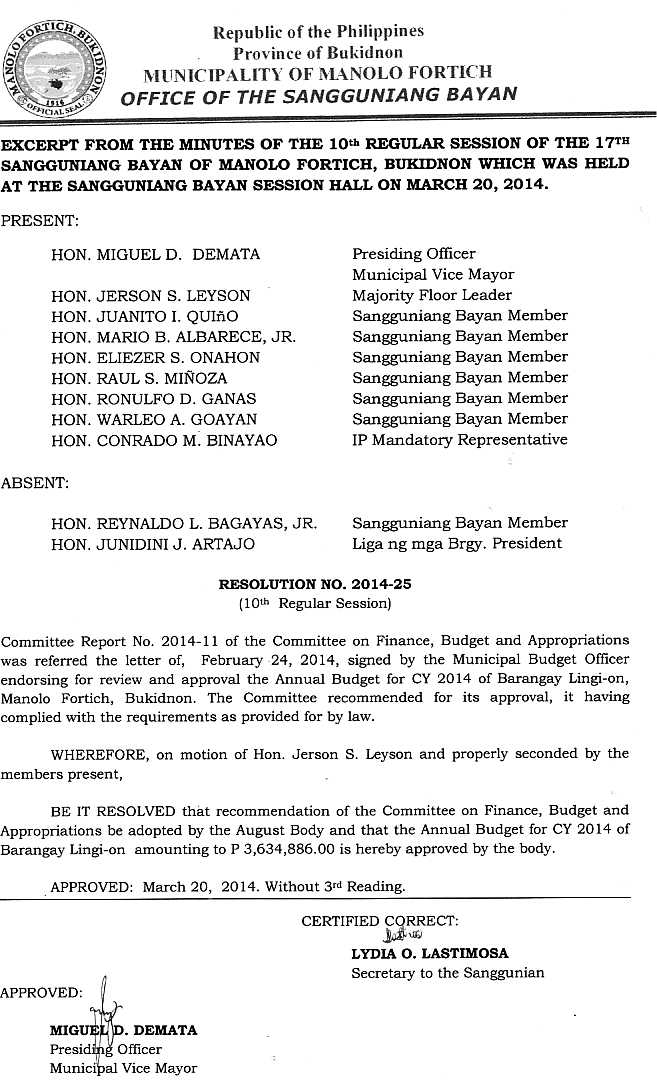 MANOLO FORTICH, BUKIDNON
1916
OFFICIAL SEAL
Republic of the Philippines
Province of Bukidnon
MUNICIPALITY OF MANOLO FORTICH
OFFICE OF THE SANGGUNIANG BAYAN
EXCERPT FROM THE MINUTES OF THE 10th REGULAR SESSION OF THE 17TH
SANGGUNIANG BAYAN OF MANOLO FORTICH, BUKIDNON WHICH WAS HELD
AT THE SANGGUNIANG BAYAN SESSION HALL ON MARCH 20, 2014.
PRESENT:
HON. MIGUEL D. DEMATA Presiding Officer
Municipal Vice Mayor
HON. JERSON S. LEYSON Majority Floor Leader
HON. JUANITO I. QUIñO Sangguniang Bayan Member
HON. MARIO B. ALBARECE, JR. Sangguniang Bayan Member
HON. ELIEZER S. ONAHON Sangguniang Bayan Member
HON. RAUL S. MIÑOZA Sangguniang Bayan Member
HON. RONULFO D. GANAS Sangguniang Bayan Member
HON. WARLEO A. GOAYAN Sangguniang Bayan Member
HON. CONRADO M. BINAYAO IP Mandatory Representative
ABSENT:
HON. REYNALDO L. BAGAYAS, JR. Sangguniang Bayan Member
HON. JUNIDINI J. ARTAJO Liga ng mga Brgy. President
RESOLUTION NO. 2014-25
(10th Regular Session)
Committee Report No. 2014-11 of the Committee on Finance, Budget and Appropriations
was referred the letter of, February 24, 2014, signed by the Municipal Budget Officer
endorsing for review and approval the Annual Budget for CY 2014 of Barangay Lingi-on,
Manolo Fortich, Bukidnon. The Committee recommended for its approval, it having
complied with the requirements as provided for by law.
WHEREFORE, on motion of Hon. Jerson S. Leyson and properly seconded by the
members present,
BE IT RESOLVED that recommendation of the Committee on Finance, Budget and
Appropriations be adopted by the August Body and that the Annual Budget for CY 2014 of
Barangay Lingi-on amounting to P 3,634,886.00 is hereby approved by the body.
APPROVED: March 20, 2014. Without 3rd Reading.
CERTIFIED CORRECT:
LYDIA O. LASTIMOSA
Secretary to the Sanggunian
APPROVED:
MIGUEL D. DEMATA
Presiding Officer
Municipal Vice Mayor